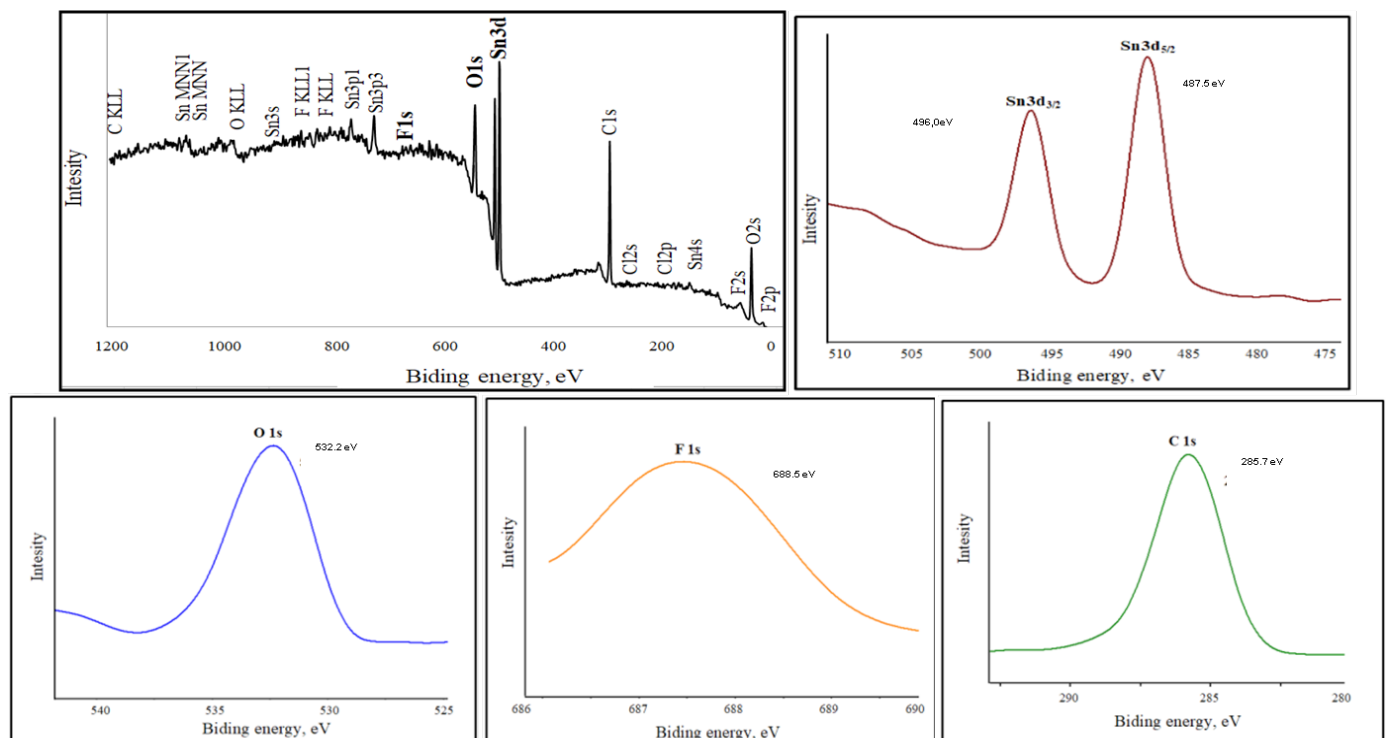 C KLL
Sn MNN1
Sn MNN
O KLL
Sn3s
F KLL1
F KLL
Sn3p1
Sn3p3
F1s
O1s
Sn3d
C1s
Cl2s
Cl2p
Sn4s
F2s
O2s
F2p
Intesity
1200 1000 800 600 400 200 0
Biding energy, eV
Sn3d5/2
487.5 eV
Sn3d3/2
496,0eV
Intesity
510 505 500 495 490 485 480 475
Biding energy, eV
O 1s
532.2 eV
Intesity
540 535 530 525
Biding energy, eV
F 1s
688.5 eV
Intesity
686 687 688 689 690
Biding energy, eV
C 1s
285.7 eV
Intesity
290 285 280
Biding energy, eV